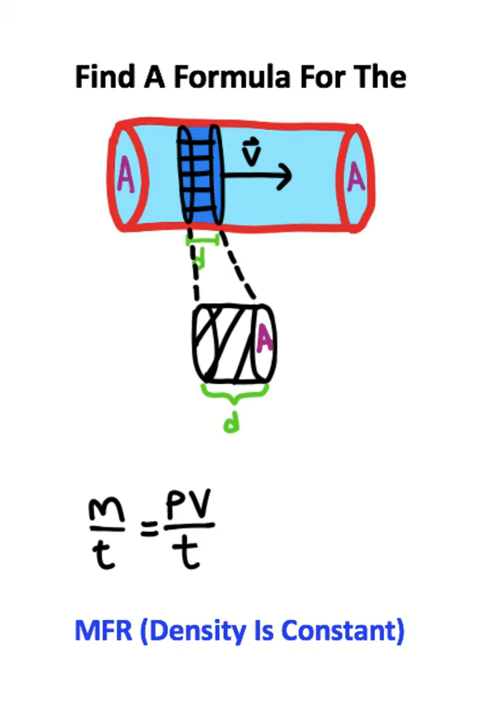 Find A Formula For The
A
v⃗
A
d
A
d
m/t = ρV/t
MFR (Density Is Constant)